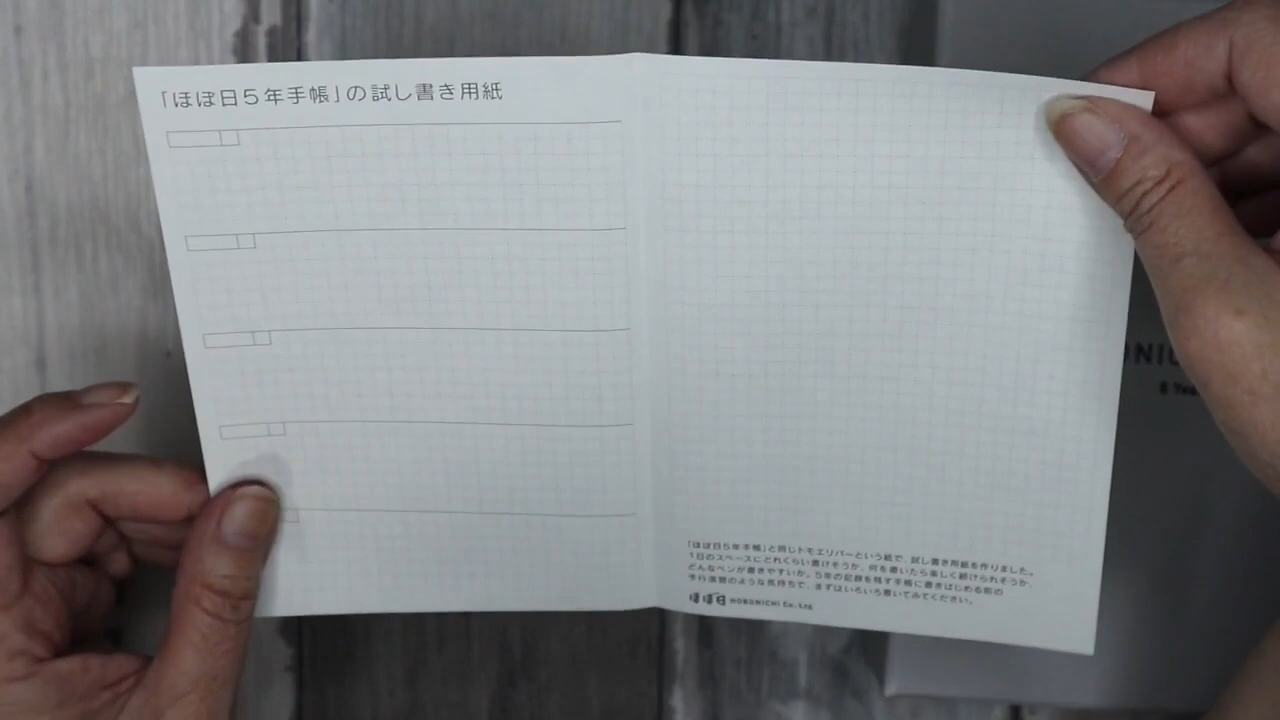 「ほぼ日5年手帳」の試し書き用紙
「ほぼ日5年手帳」と同じトモエリバーという紙で、試し書き用紙を作りました。
1日のスペースにどれくらい書けそうか、何を書いたら楽しく続けられそうか、
どんなペンが書きやすいか。5年の記録を残す手帳に書きはじめる前の
予行演習のような気持ちで、まずはいろいろ書いてみてください。
ほぼ日 HOBONICHI Co., Ltd.